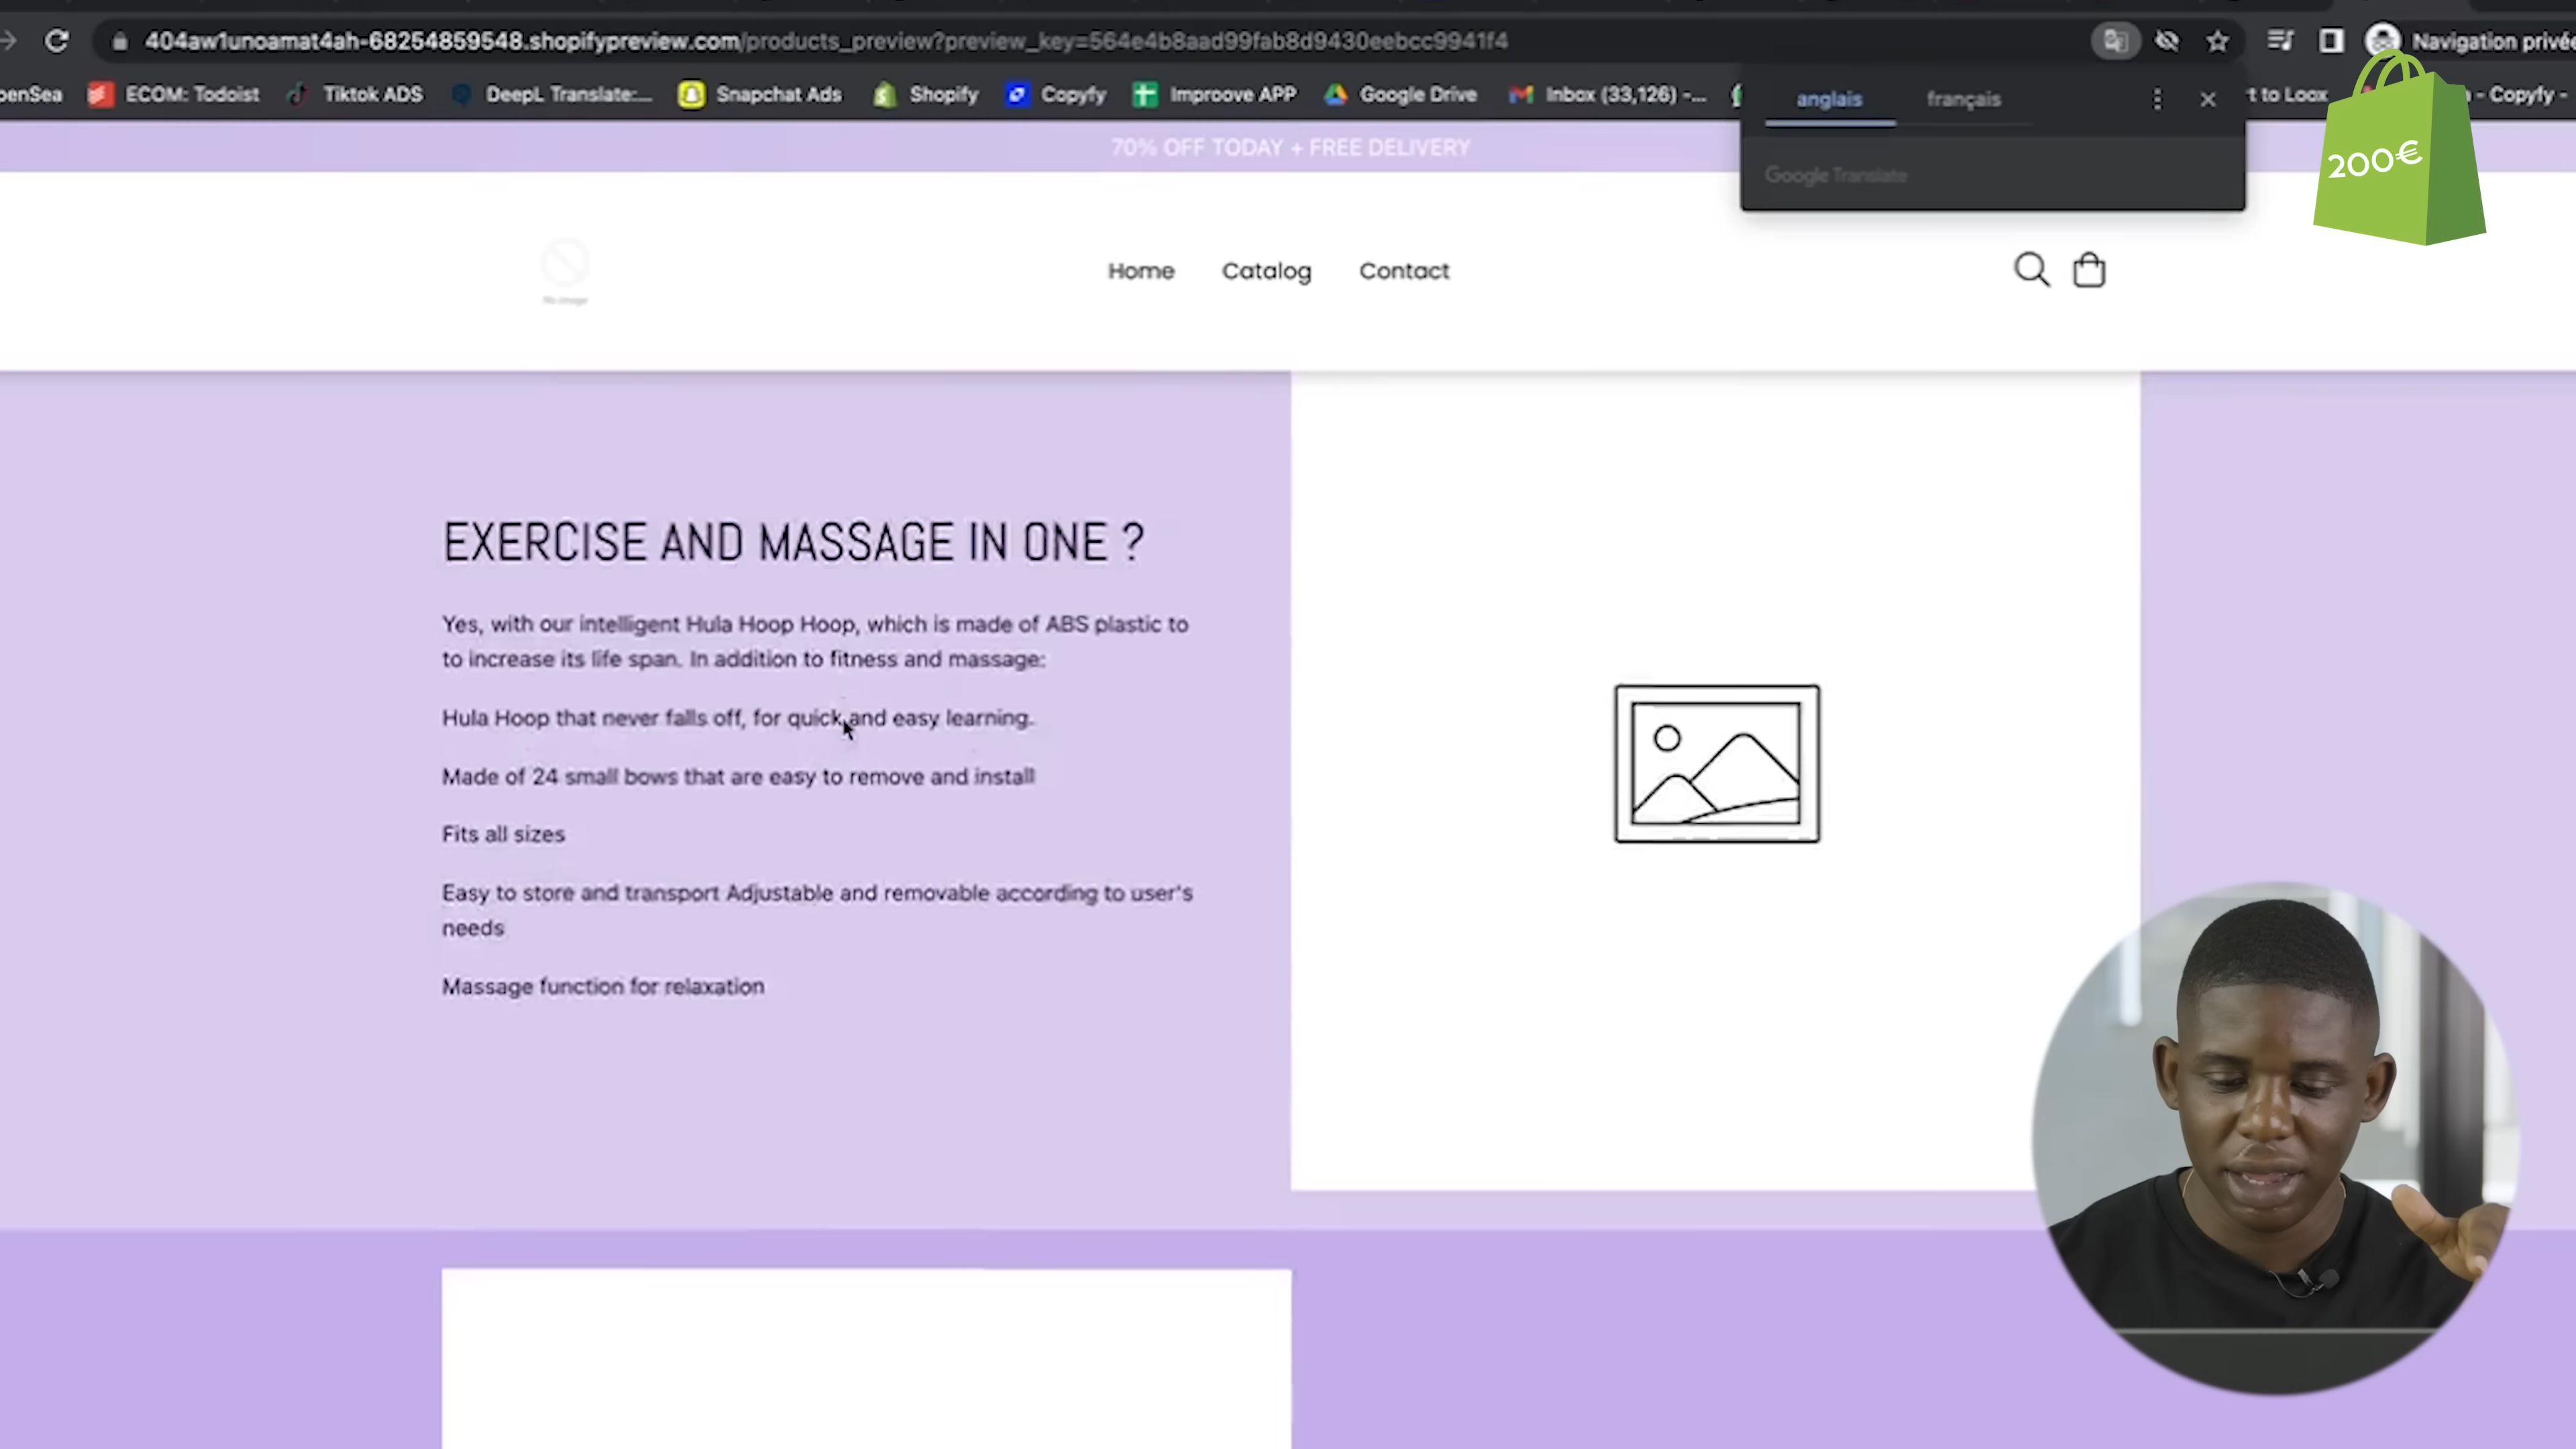 404aw1unoamat4ah-68254859548.shopifypreview.com/products_preview?preview_key=564e4b8aad99fab8d9430eebcc9941f4
Navigation privée
penSea ECOM: Todoist Tiktok ADS DeepL Translate:... Snapchat Ads Shopify Copyfy Improove APP Google Drive Inbox (33,126) -... t to Loox - Copyfy -
anglais français
Google Translate
200€
70% OFF TODAY + FREE DELIVERY
No image
Home Catalog Contact
EXERCISE AND MASSAGE IN ONE ?
Yes, with our intelligent Hula Hoop Hoop, which is made of ABS plastic to
to increase its life span. In addition to fitness and massage:
Hula Hoop that never falls off, for quick and easy learning.
Made of 24 small bows that are easy to remove and install
Fits all sizes
Easy to store and transport Adjustable and removable according to user's
needs
Massage function for relaxation